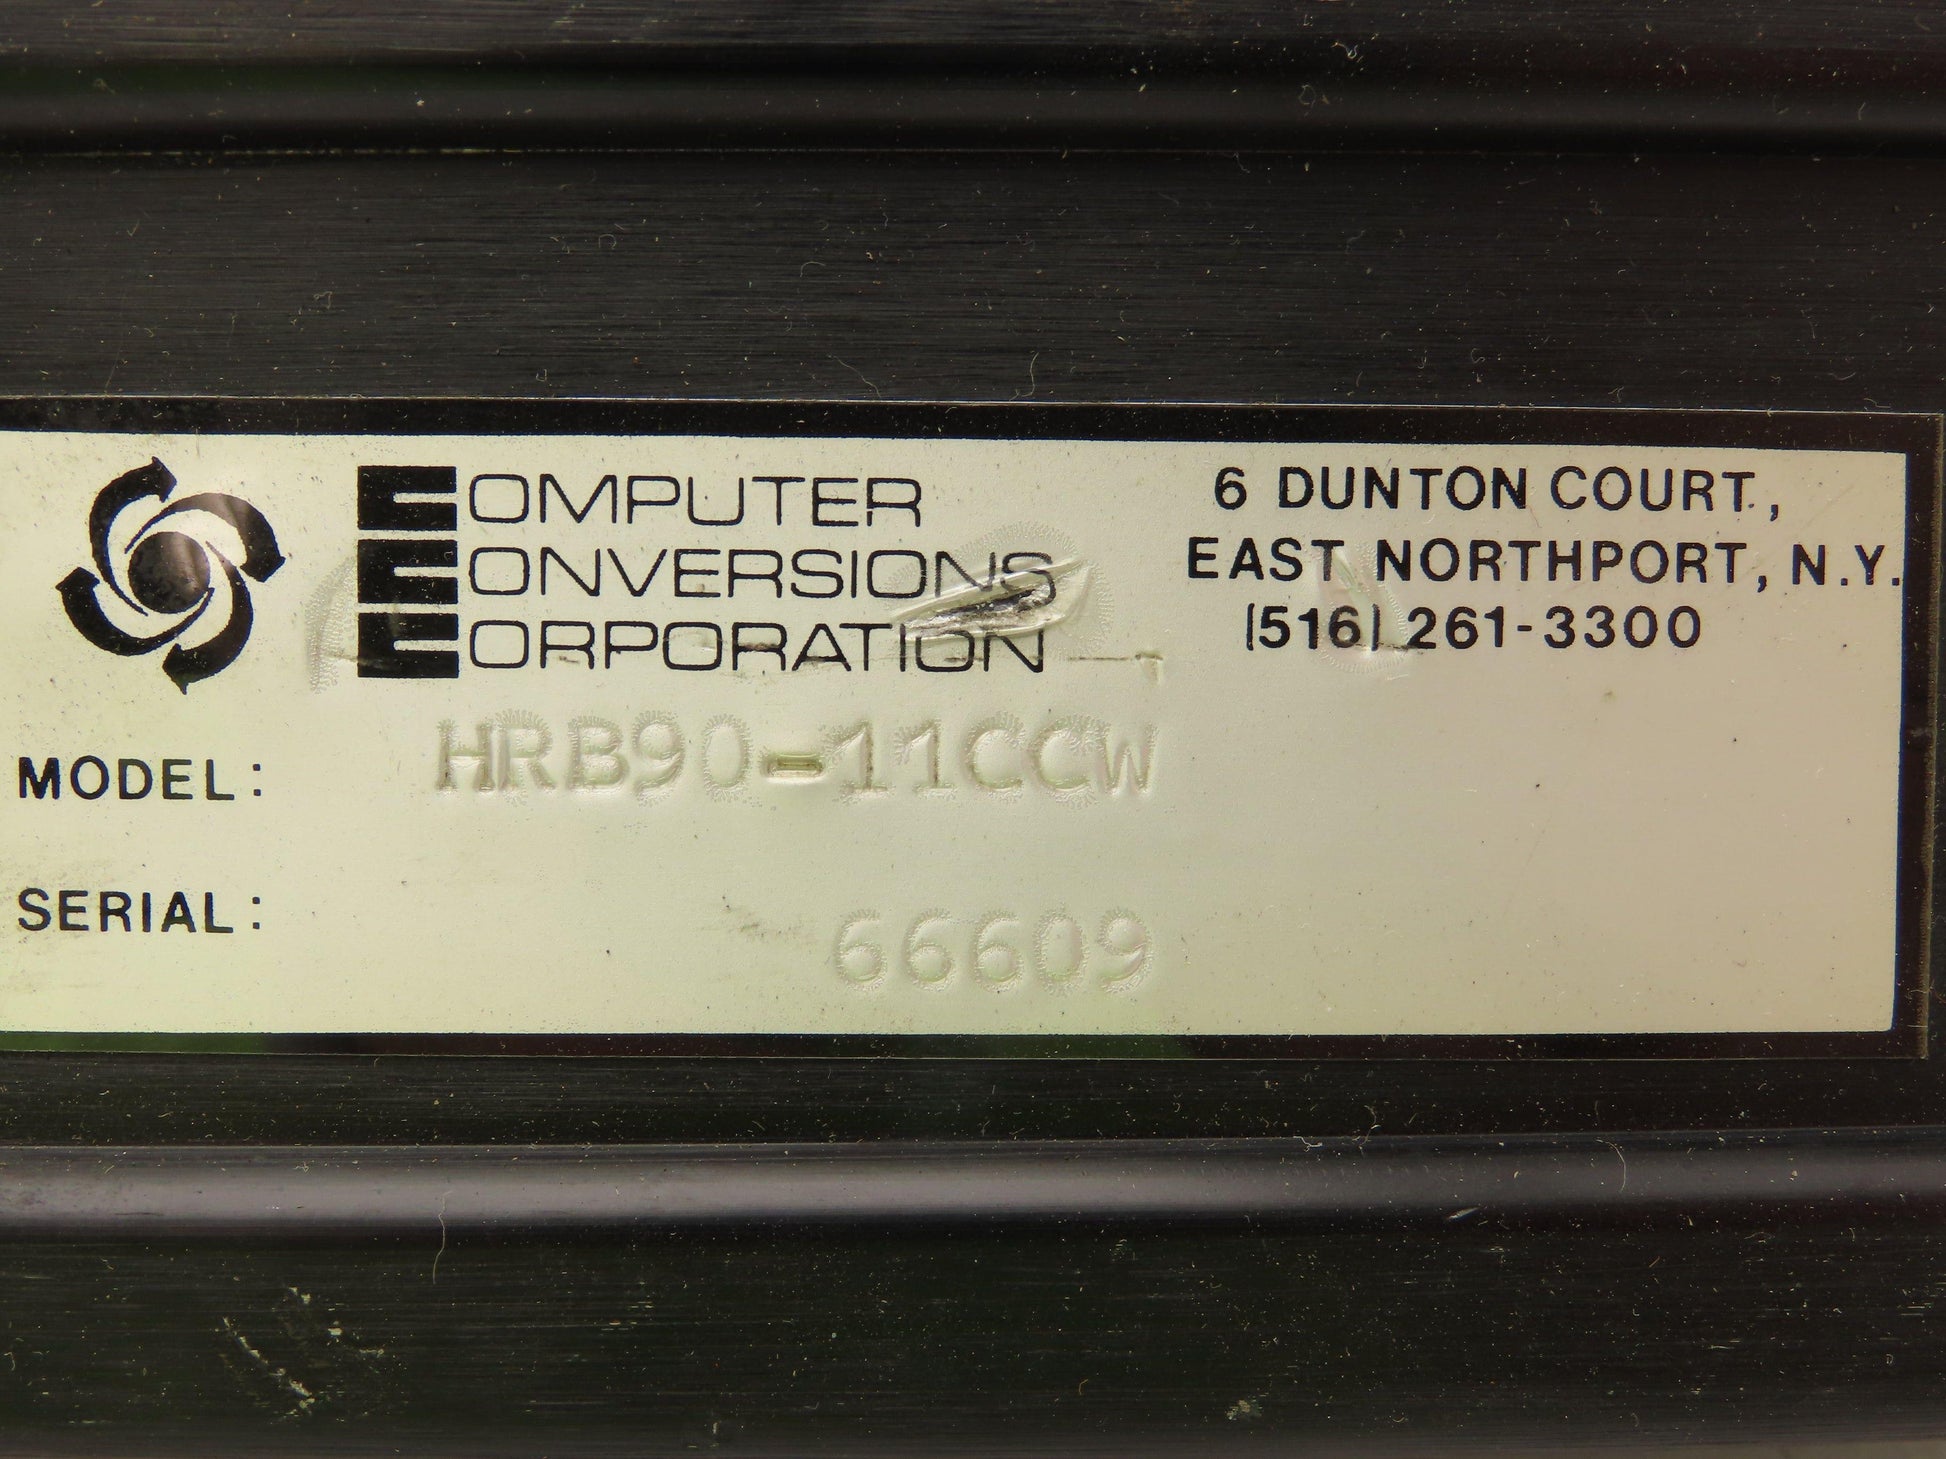 COMPUTER
CONVERSIONS
CORPORATION
6 DUNTON COURT,
EAST NORTHPORT, N.Y.
(516) 261-3300
MODEL: HRB90-11CCW
SERIAL: 66609